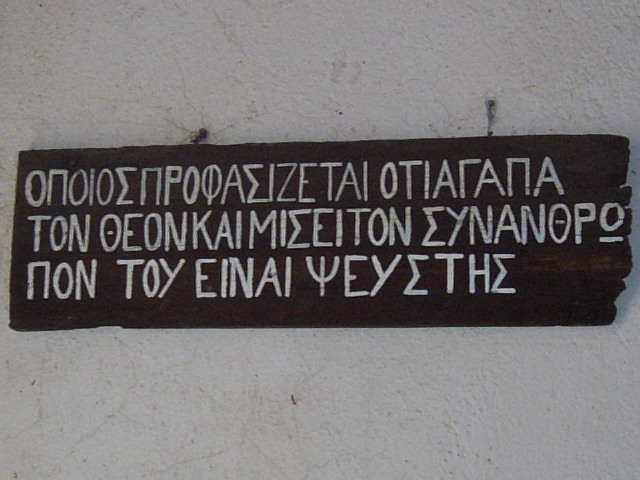 ΟΠΟΙΟΣ ΠΡΟΦΑΣΙΖΕΤΑΙ ΟΤΙ ΑΓΑΠΑ
ΤΟΝ ΘΕΟΝ ΚΑΙ ΜΙΣΕΙ ΤΟΝ ΣΥΝΑΝΘΡΩ
ΠΟΝ ΤΟΥ ΕΙΝΑΙ ΨΕΥΣΤΗΣ